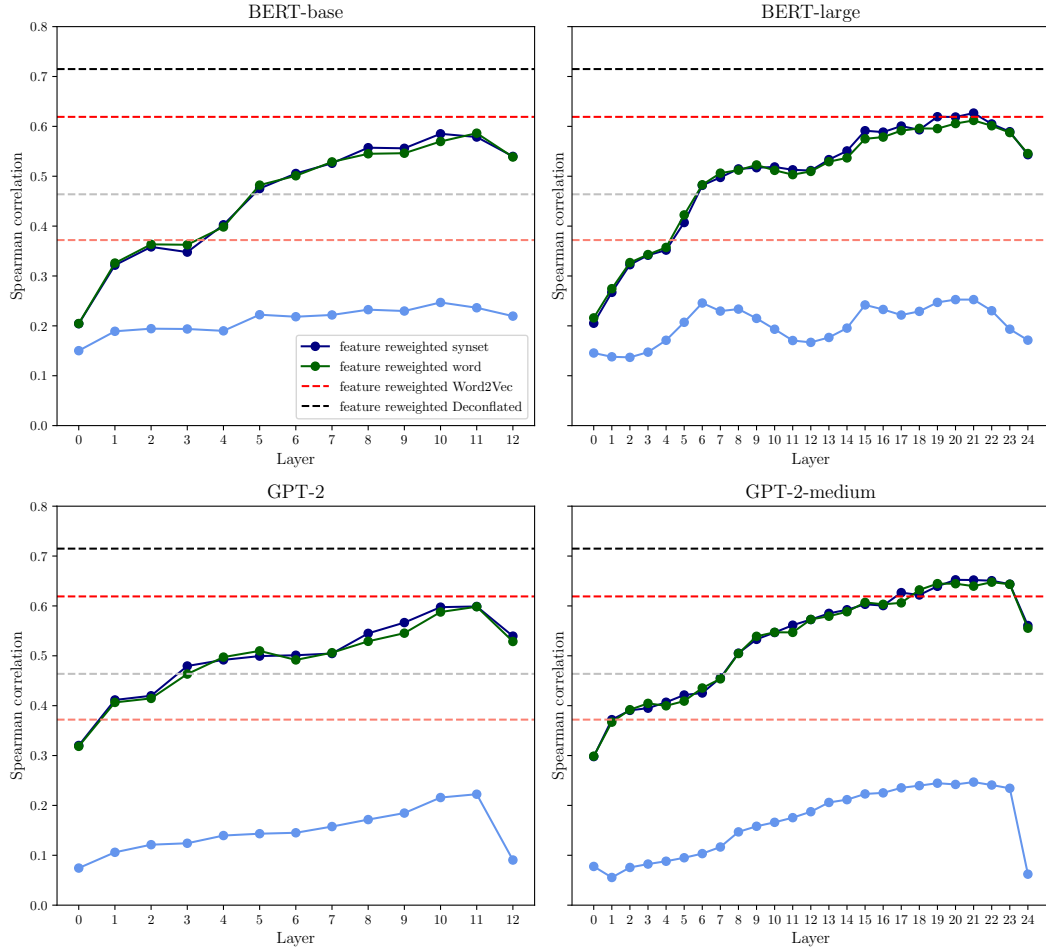 BERT-base
BERT-large
0.8
0.7
0.6
0.5
0.4
0.3
0.2
0.1
0.0
Spearman correlation
Spearman correlation
feature reweighted synset
feature reweighted word
feature reweighted Word2Vec
feature reweighted Deconflated
0 1 2 3 4 5 6 7 8 9 10 11 12
0 1 2 3 4 5 6 7 8 9 10 11 12 13 14 15 16 17 18 19 20 21 22 23 24
Layer
Layer
GPT-2
GPT-2-medium
0.8
0.7
0.6
0.5
0.4
0.3
0.2
0.1
0.0
Spearman correlation
Spearman correlation
0 1 2 3 4 5 6 7 8 9 10 11 12
0 1 2 3 4 5 6 7 8 9 10 11 12 13 14 15 16 17 18 19 20 21 22 23 24
Layer
Layer